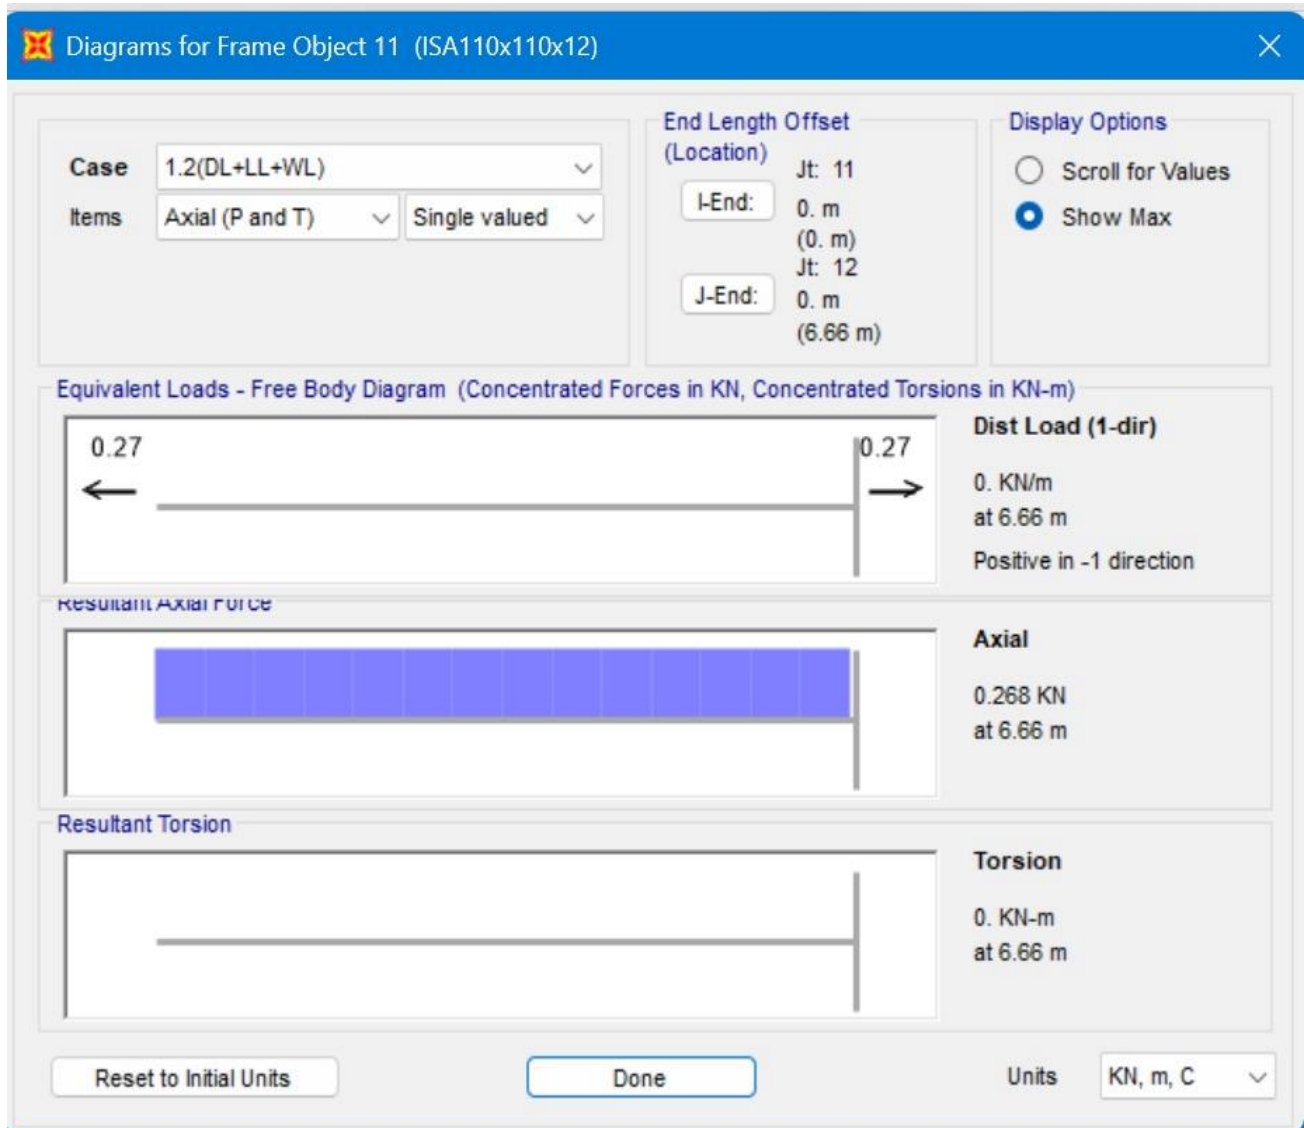 Diagrams for Frame Object 11 (ISA110x110x12)
Case 1.2(DL+LL+WL)
Items Axial (P and T) Single valued
End Length Offset
(Location)
Jt: 11
I-End: 0. m
(0. m)
Jt: 12
J-End: 0. m
(6.66 m)
Display Options
Scroll for Values
Show Max
Equivalent Loads - Free Body Diagram (Concentrated Forces in KN, Concentrated Torsions in KN-m)
0.27 0.27
Dist Load (1-dir)
0. KN/m
at 6.66 m
Positive in -1 direction
Resultant Axial Force
Axial
0.268 KN
at 6.66 m
Resultant Torsion
Torsion
0. KN-m
at 6.66 m
Reset to Initial Units Done Units KN, m, C